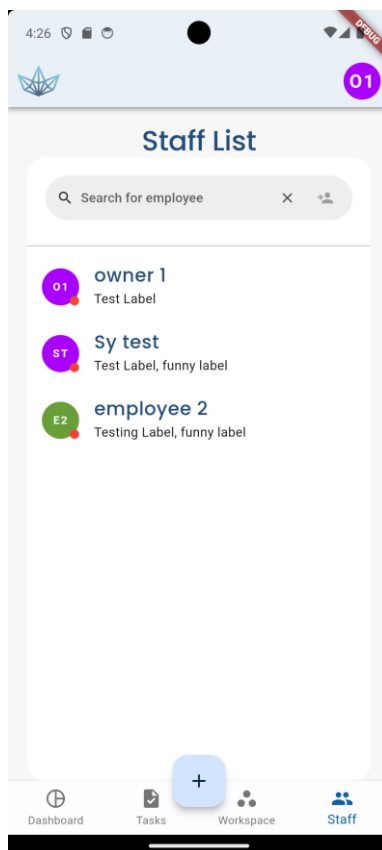 4:26
DEBUG
O1
Staff List
Search for employee
O1
owner 1
Test Label
ST
Sy test
Test Label, funny label
E2
employee 2
Testing Label, funny label
+
Dashboard
Tasks
Workspace
Staff